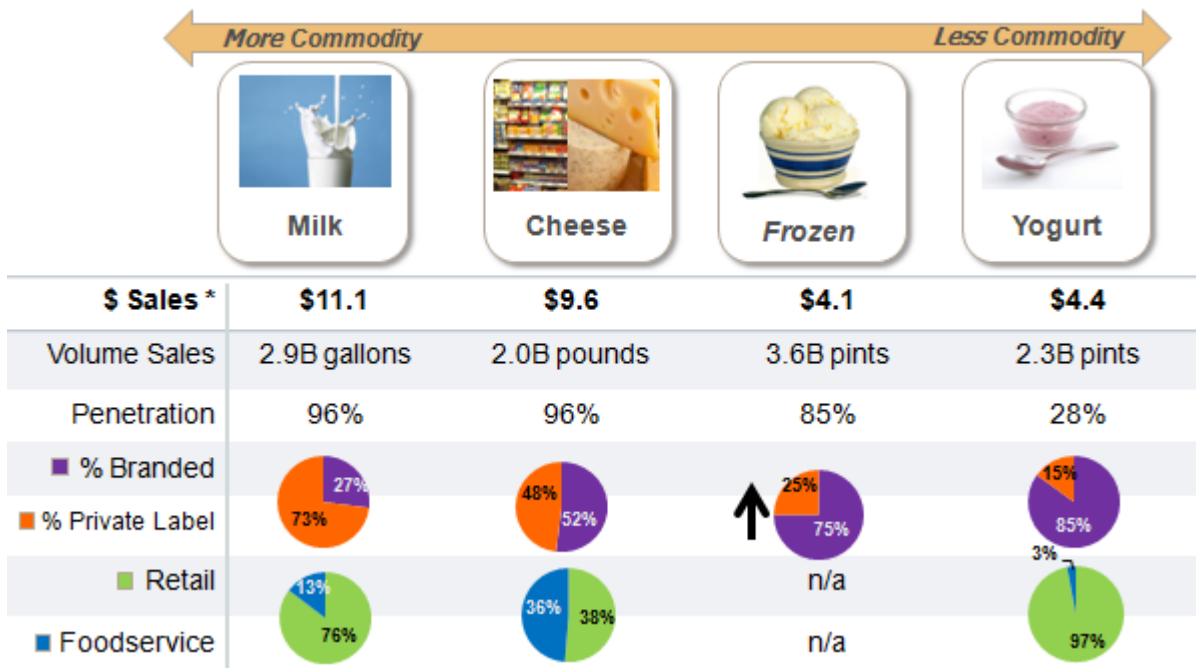 More Commodity
Less Commodity
Milk
Cheese
Frozen
Yogurt
$ Sales * $11.1 $9.6 $4.1 $4.4
Volume Sales 2.9B gallons 2.0B pounds 3.6B pints 2.3B pints
Penetration 96% 96% 85% 28%
% Branded
% Private Label
27%
73%
48%
52%
25%
75%
15%
85%
Retail
Foodservice
13%
76%
36%
38%
n/a
n/a
3%
97%